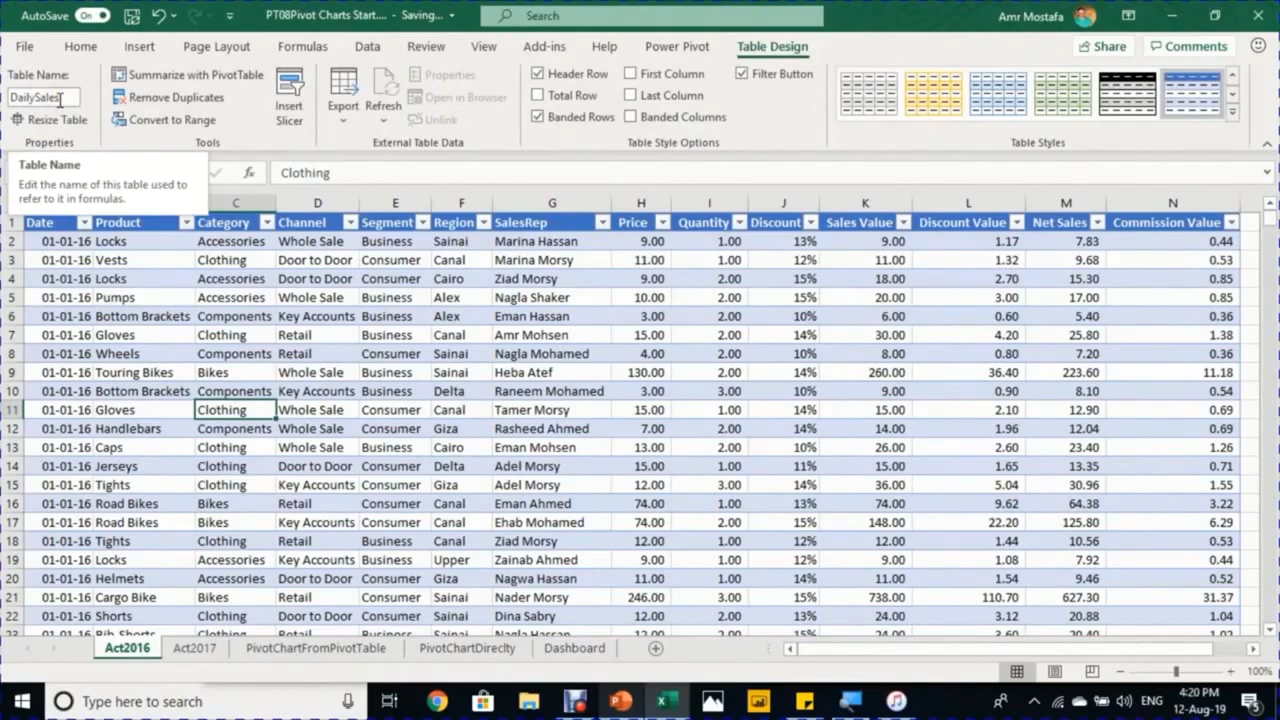 AutoSave On PT08Pivot Charts Start.... - Saving... Search Amr Mostafa
File Home Insert Page Layout Formulas Data Review View Add-ins Help Power Pivot Table Design Share Comments
Table Name:
DailySales
Resize Table
Properties
Summarize with PivotTable
Remove Duplicates
Convert to Range
Tools
Insert
Slicer
Export
Refresh
Properties
Open in Browser
Unlink
External Table Data
Header Row First Column Filter Button
Total Row Last Column
Banded Rows Banded Columns
Table Style Options
Table Styles
Table Name
Edit the name of this table used to
refer to it in formulas.
fx Clothing
C D E F G H I J K L M N
1 Date Product Category Channel Segment Region SalesRep Price Quantity Discount Sales Value Discount Value Net Sales Commission Value
2 01-01-16 Locks Accessories Whole Sale Business Sainai Marina Hassan 9.00 1.00 13% 9.00 1.17 7.83 0.44
3 01-01-16 Vests Clothing Door to Door Consumer Canal Marina Morsy 11.00 1.00 12% 11.00 1.32 9.68 0.53
4 01-01-16 Locks Accessories Door to Door Consumer Cairo Ziad Morsy 9.00 2.00 15% 18.00 2.70 15.30 0.85
5 01-01-16 Pumps Accessories Whole Sale Business Alex Nagla Shaker 10.00 2.00 15% 20.00 3.00 17.00 0.85
6 01-01-16 Bottom Brackets Components Key Accounts Business Alex Eman Hassan 3.00 2.00 10% 6.00 0.60 5.40 0.36
7 01-01-16 Gloves Clothing Retail Business Canal Amr Mohsen 15.00 2.00 14% 30.00 4.20 25.80 1.38
8 01-01-16 Wheels Components Retail Consumer Sainai Nagla Mohamed 4.00 2.00 10% 8.00 0.80 7.20 0.36
9 01-01-16 Touring Bikes Bikes Whole Sale Business Sainai Heba Atef 130.00 2.00 14% 260.00 36.40 223.60 11.18
10 01-01-16 Bottom Brackets Components Key Accounts Business Delta Raneem Mohamed 3.00 3.00 10% 9.00 0.90 8.10 0.54
11 01-01-16 Gloves Clothing Whole Sale Consumer Canal Tamer Morsy 15.00 1.00 14% 15.00 2.10 12.90 0.69
12 01-01-16 Handlebars Components Whole Sale Consumer Giza Rasheed Ahmed 7.00 2.00 14% 14.00 1.96 12.04 0.69
13 01-01-16 Caps Clothing Whole Sale Business Cairo Eman Mohsen 13.00 2.00 10% 26.00 2.60 23.40 1.26
14 01-01-16 Jerseys Clothing Door to Door Consumer Delta Adel Morsy 15.00 1.00 11% 15.00 1.65 13.35 0.71
15 01-01-16 Tights Clothing Key Accounts Consumer Giza Adel Morsy 12.00 3.00 14% 36.00 5.04 30.96 1.55
16 01-01-16 Road Bikes Bikes Retail Consumer Canal Eman Ahmed 74.00 1.00 13% 74.00 9.62 64.38 3.22
17 01-01-16 Road Bikes Bikes Key Accounts Business Canal Ehab Mohamed 74.00 2.00 15% 148.00 22.20 125.80 6.29
18 01-01-16 Tights Clothing Retail Business Canal Ziad Morsy 12.00 1.00 12% 12.00 1.44 10.56 0.53
19 01-01-16 Locks Accessories Key Accounts Business Upper Zainab Ahmed 9.00 1.00 12% 9.00 1.08 7.92 0.44
20 01-01-16 Helmets Accessories Door to Door Consumer Giza Nagwa Hassan 11.00 1.00 14% 11.00 1.54 9.46 0.52
21 01-01-16 Cargo Bike Bikes Retail Consumer Sainai Nader Morsy 246.00 3.00 15% 738.00 110.70 627.30 31.37
22 01-01-16 Shorts Clothing Door to Door Consumer Sainai Dina Sabry 12.00 2.00 13% 24.00 3.12 20.88 1.04
23 01-01-16 Bib-Shorts Clothing Retail Business Sainai Nagla Hassan 12.00 2.00 15% 24.00 3.60 20.40 1.02
Act2016 Act2017 PivotChartFromPivotTable PivotChartDireclty Dashboard
100%
Type here to search ENG 4:20 PM
12-Aug-19 5